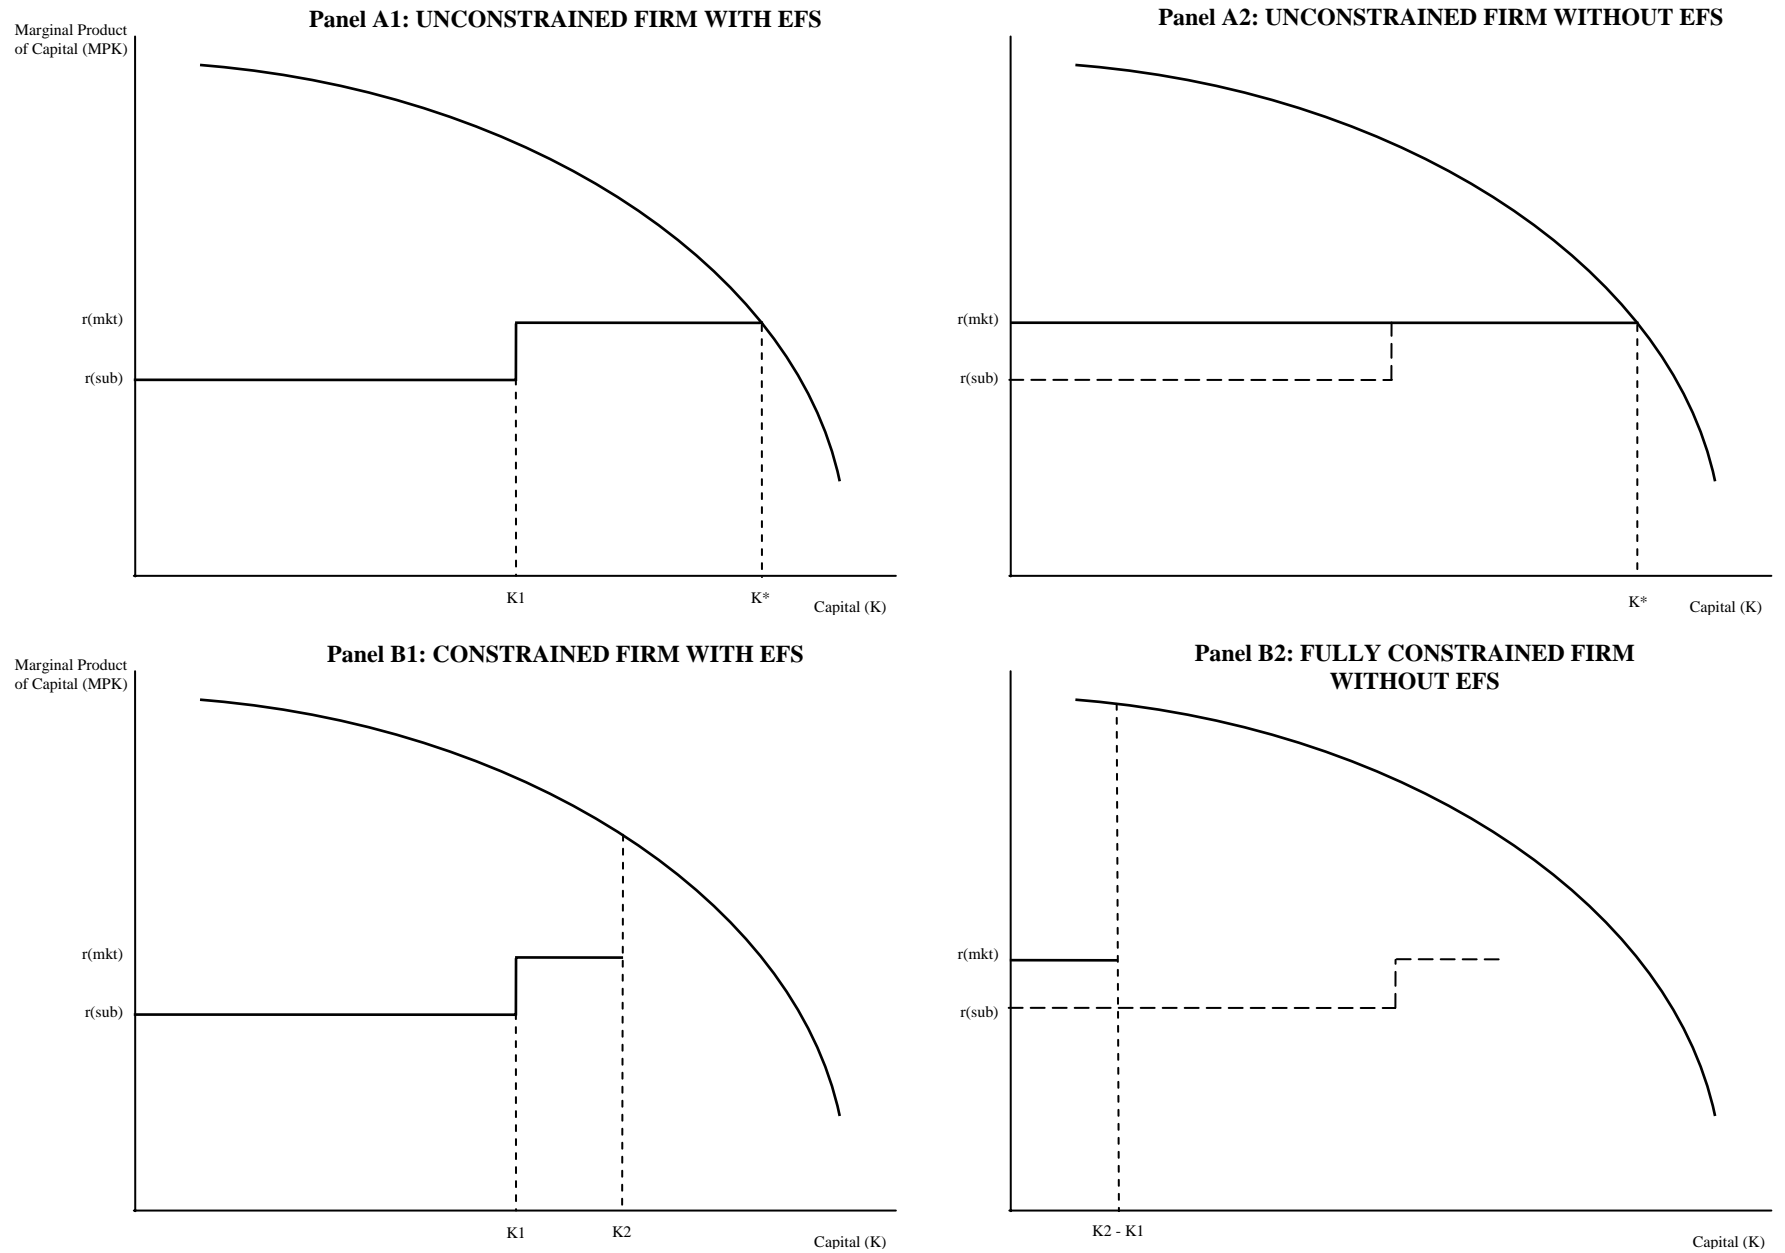 Panel A1: UNCONSTRAINED FIRM WITH EFS
Marginal Product
of Capital (MPK)
r(mkt)
r(sub)
K1
K*
Capital (K)
Panel A2: UNCONSTRAINED FIRM WITHOUT EFS
r(mkt)
r(sub)
K*
Capital (K)
Panel B1: CONSTRAINED FIRM WITH EFS
Marginal Product
of Capital (MPK)
r(mkt)
r(sub)
K1
K2
Capital (K)
Panel B2: FULLY CONSTRAINED FIRM
WITHOUT EFS
r(mkt)
r(sub)
K2 - K1
Capital (K)